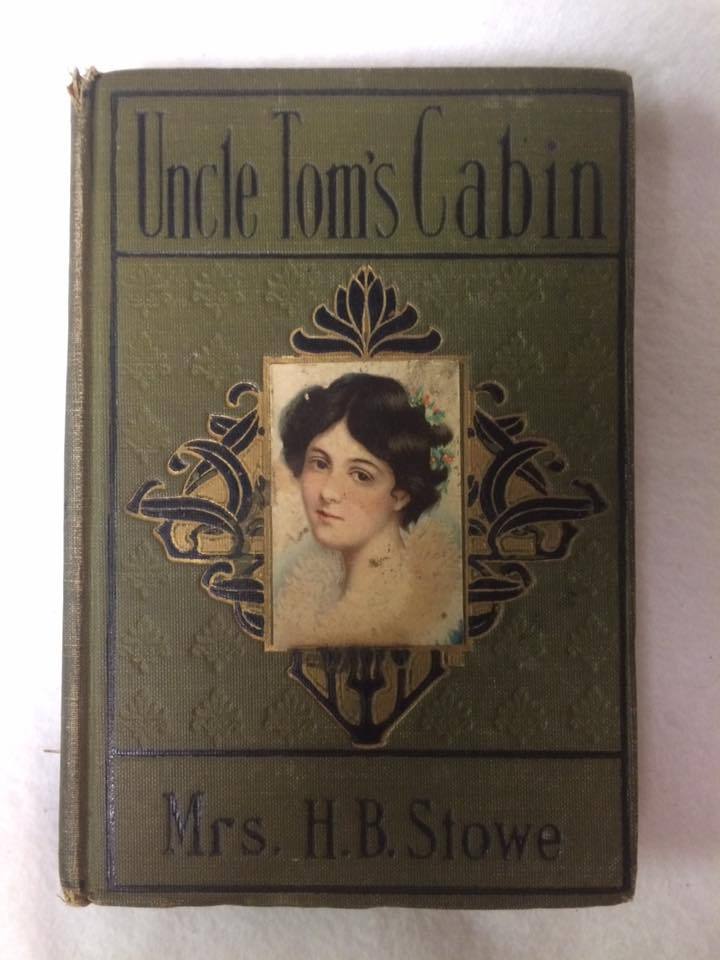 Uncle Tom's Cabin
Mrs. H.B. Stowe